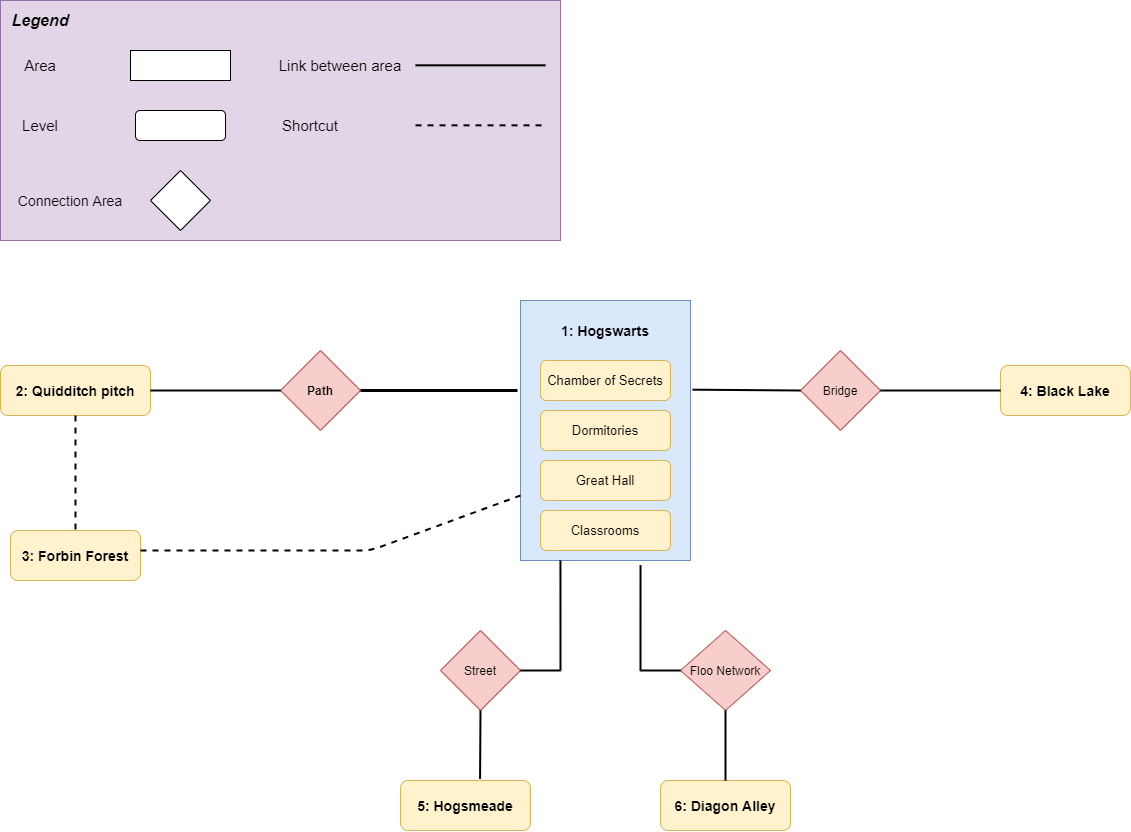 Legend
Area
Link between area
Level
Shortcut
Connection Area
1: Hogswarts
Chamber of Secrets
2: Quidditch pitch
Path
Bridge
4: Black Lake
Dormitories
Great Hall
Classrooms
3: Forbin Forest
Street
Floo Network
5: Hogsmeade
6: Diagon Alley